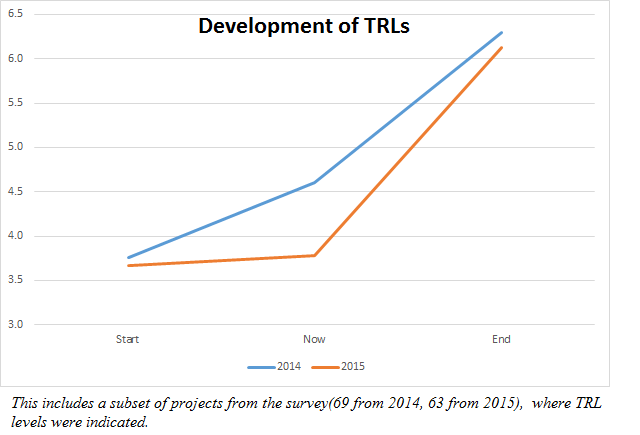 Development of TRLs
6.5
6.0
5.5
5.0
4.5
4.0
3.5
3.0
Start Now End
2014 2015
This includes a subset of projects from the survey(69 from 2014, 63 from 2015), where TRL
levels were indicated.